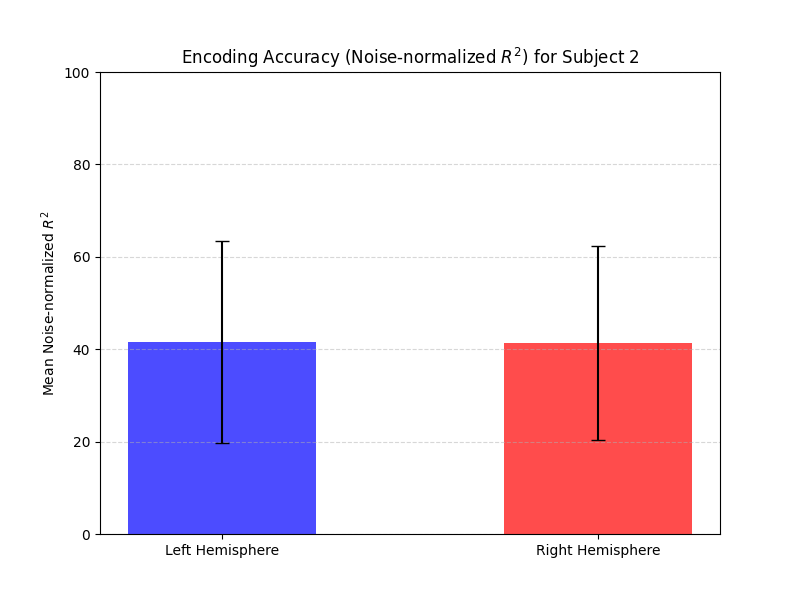 Encoding Accuracy (Noise-normalized R²) for Subject 2
Mean Noise-normalized R²
100
80
60
40
20
0
Left Hemisphere
Right Hemisphere